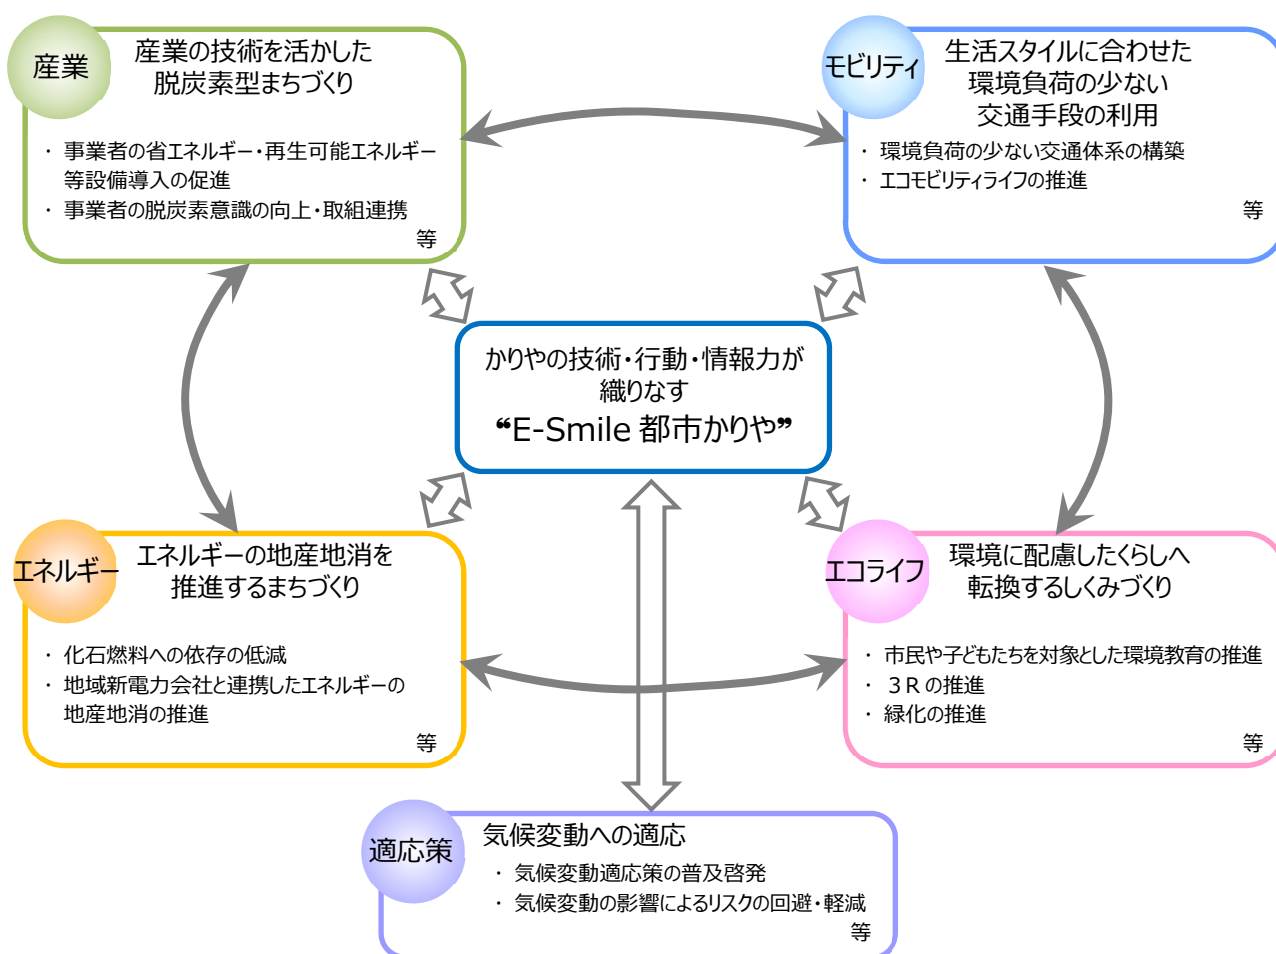 産業
産業の技術を活かした
脱炭素型まちづくり
・ 事業者の省エネルギー・再生可能エネルギー
等設備導入の促進
・ 事業者の脱炭素意識の向上・取組連携
等
モビリティ
生活スタイルに合わせた
環境負荷の少ない
交通手段の利用
・ 環境負荷の少ない交通体系の構築
・ エコモビリティライフの推進
等
かりやの技術・行動・情報力が
織りなす
❝E-Smile 都市かりや❞
エネルギー
エネルギーの地産地消を
推進するまちづくり
・ 化石燃料への依存の低減
・ 地域新電力会社と連携したエネルギーの
地産地消の推進
等
エコライフ
環境に配慮したくらしへ
転換するしくみづくり
・ 市民や子どもたちを対象とした環境教育の推進
・ ３Ｒの推進
・ 緑化の推進
等
適応策
気候変動への適応
・ 気候変動適応策の普及啓発
・ 気候変動の影響によるリスクの回避・軽減
等